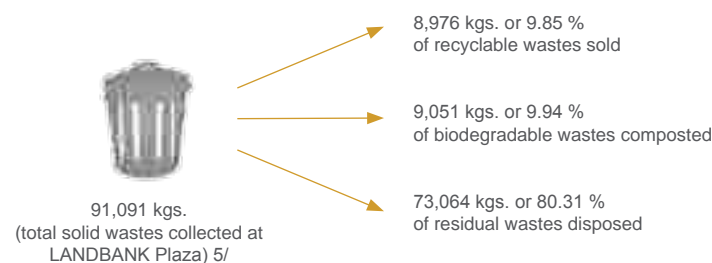 8,976 kgs. or 9.85 %
of recyclable wastes sold
9,051 kgs. or 9.94 %
of biodegradable wastes composted
73,064 kgs. or 80.31 %
of residual wastes disposed
91,091 kgs.
(total solid wastes collected at
LANDBANK Plaza) 5/